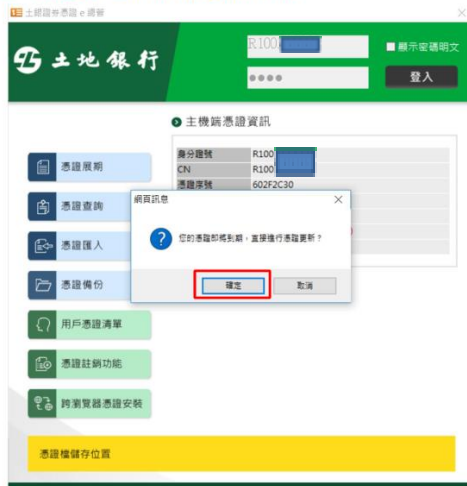 土銀證券憑證 e 總管
土地銀行
R100
顯示密碼明文
登入
主機端憑證資訊
身分證號 R100
CN R100
憑證序號 602F2C30
憑證展期
憑證查詢
憑證匯入
憑證備份
用戶憑證清單
憑證註銷功能
跨瀏覽器憑證安裝
網頁訊息
您的憑證即將到期，直接進行憑證更新？
確定 取消
憑證檔儲存位置